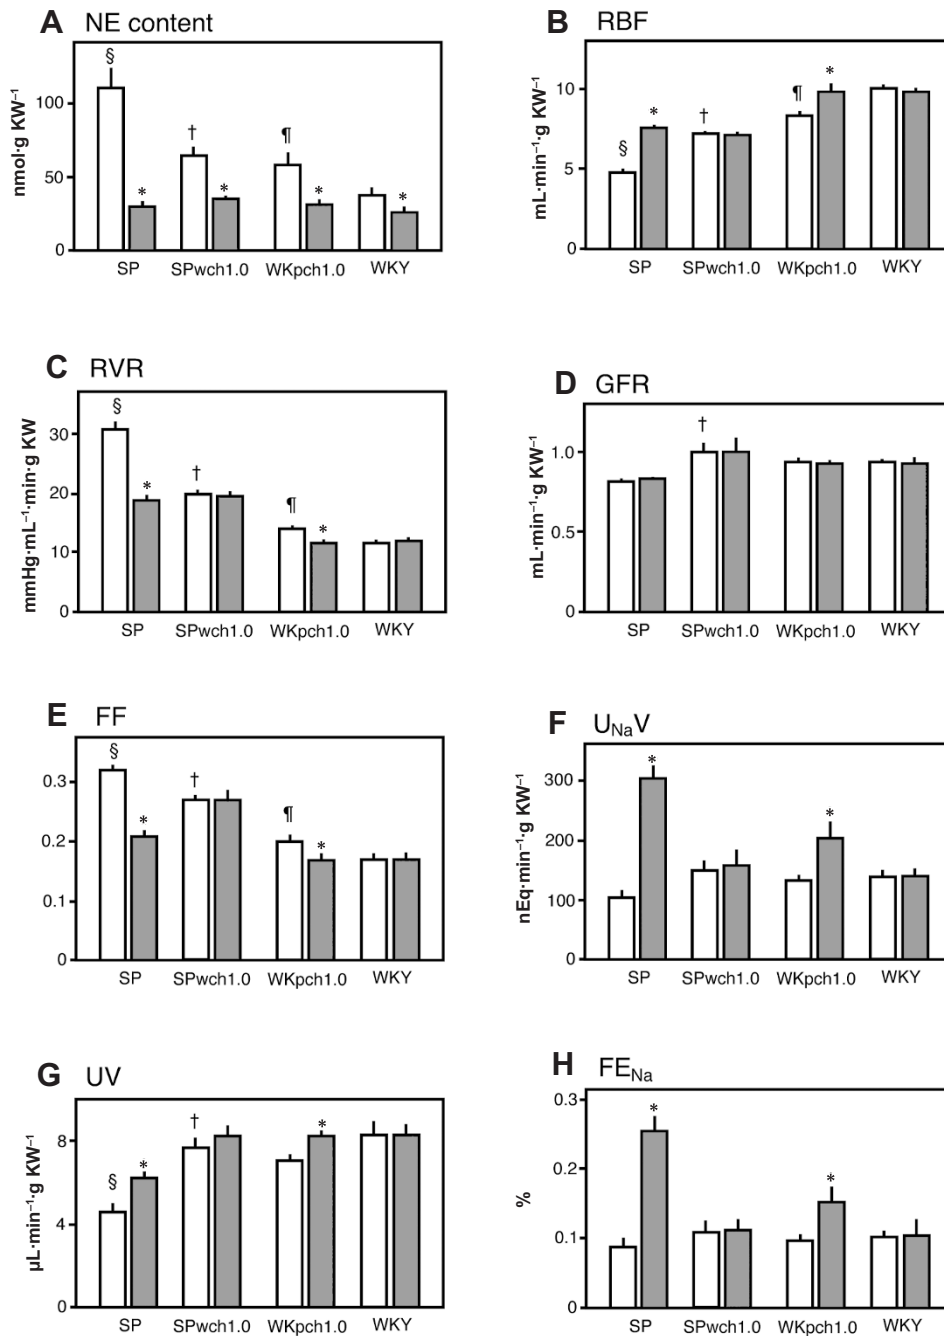 A NE content
nmol·g KW⁻¹
100
50
0
§
*
†
*
¶
*
*
SP SPwch1.0 WKpch1.0 WKY
B RBF
mL·min⁻¹·g KW⁻¹
10
5
0
§
*
†
¶
*
SP SPwch1.0 WKpch1.0 WKY
C RVR
mmHg·mL⁻¹·min·g KW
30
20
10
0
§
*
†
¶
*
SP SPwch1.0 WKpch1.0 WKY
D GFR
mL·min⁻¹·g KW⁻¹
1.0
0.5
0
†
SP SPwch1.0 WKpch1.0 WKY
E FF
0.3
0.2
0.1
0
§
*
†
¶
*
SP SPwch1.0 WKpch1.0 WKY
F U_NaV
nEq·min⁻¹·g KW⁻¹
300
200
100
0
*
*
SP SPwch1.0 WKpch1.0 WKY
G UV
µL·min⁻¹·g KW⁻¹
8
4
0
§
*
†
*
SP SPwch1.0 WKpch1.0 WKY
H FE_Na
%
0.3
0.2
0.1
0
*
*
SP SPwch1.0 WKpch1.0 WKY